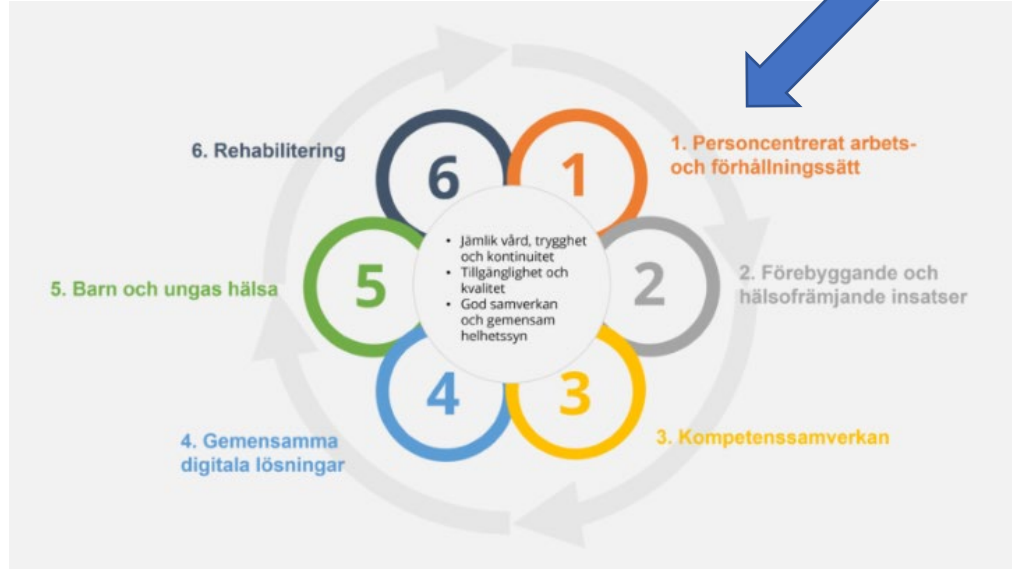 6. Rehabilitering
6
1
1. Personcentrerat arbets-
och förhållningssätt
5. Barn och ungas hälsa
5
• Jämlik vård, trygghet
och kontinuitet
• Tillgänglighet och
kvalitet
• God samverkan
och gemensam
helhetssyn
2
2. Förebyggande och
hälsofrämjande insatser
4. Gemensamma
digitala lösningar
4
3
3. Kompetenssamverkan